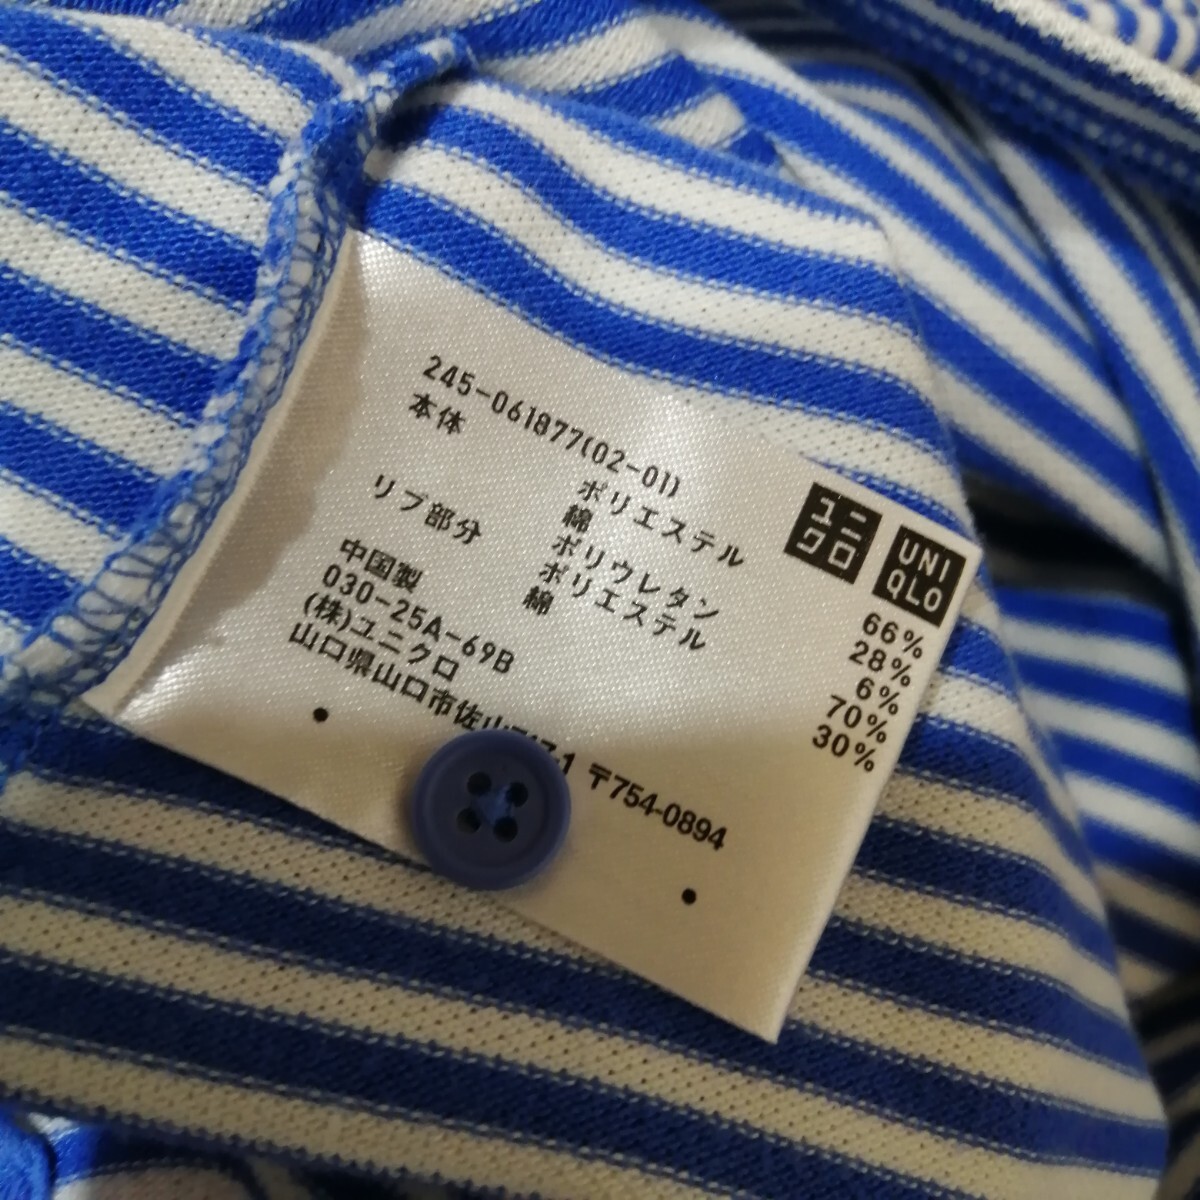 ユニクロ
UNIQLO
245-061877(02-01)
本体 ポリエステル 66%
綿 28%
ポリウレタン 6%
リブ部分 ポリエステル 70%
綿 30%
中国製
030-25A-69B
(株)ユニクロ
山口県山口市佐山 〒754-0894